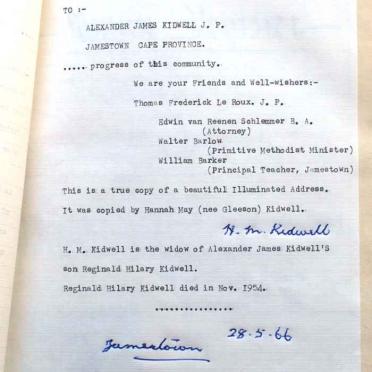 TO :-
ALEXANDER JAMES KIDWELL J. P.
JAMESTOWN CAPE PROVINCE.
..... progress of this community.
We are your Friends and Well-wishers:-
Thomas Frederick Le Roux. J. P.
Edwin van Reenen Schlemmer B. A.
(Attorney)
Walter Barlow
(Primitive Methodist Minister)
William Barker
(Principal Teacher, Jamestown)
This is a true copy of a beautiful Illuminated Address.
It was copied by Hannah May (nee Gleeson) Kidwell.
H. M. Kidwell
H. M. Kidwell is the widow of Alexander James Kidwell'S
son Reginald Hilary Kidwell.
Reginald Hilary Kidwell died in Nov. I954.
...............
28-5-66
Jamestown